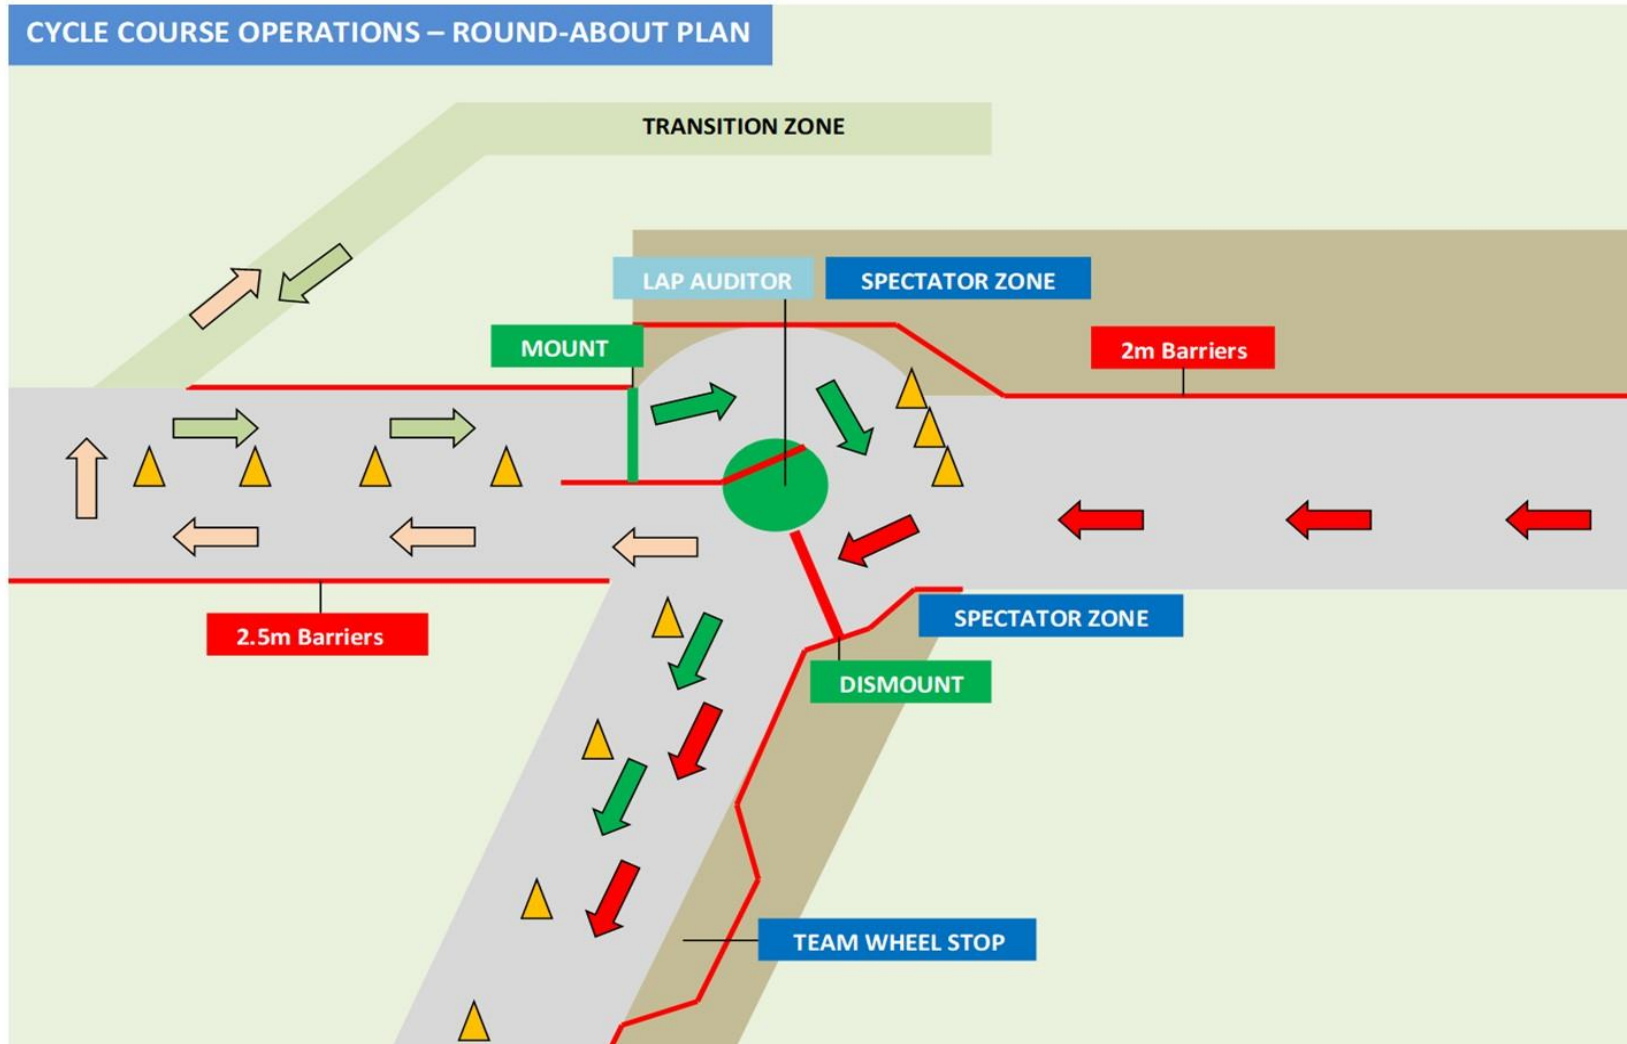 CYCLE COURSE OPERATIONS – ROUND-ABOUT PLAN
TRANSITION ZONE
LAP AUDITOR
SPECTATOR ZONE
MOUNT
2m Barriers
2.5m Barriers
SPECTATOR ZONE
DISMOUNT
TEAM WHEEL STOP